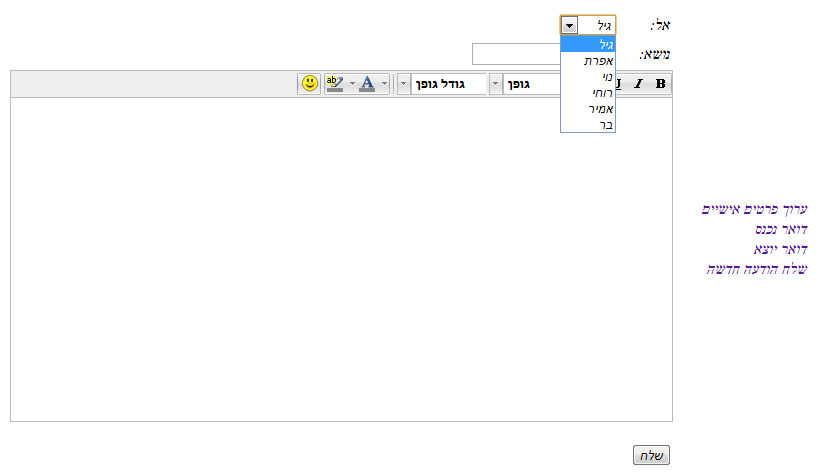 אל:
גיל
גיל
אפרת
נוי
רוחי
אמיר
בר
נושא:
B I U גופן גודל גופן A ab
ערוך פרטים אישיים
דואר נכנס
דואר יוצא
שלח הודעה חדשה
שלח